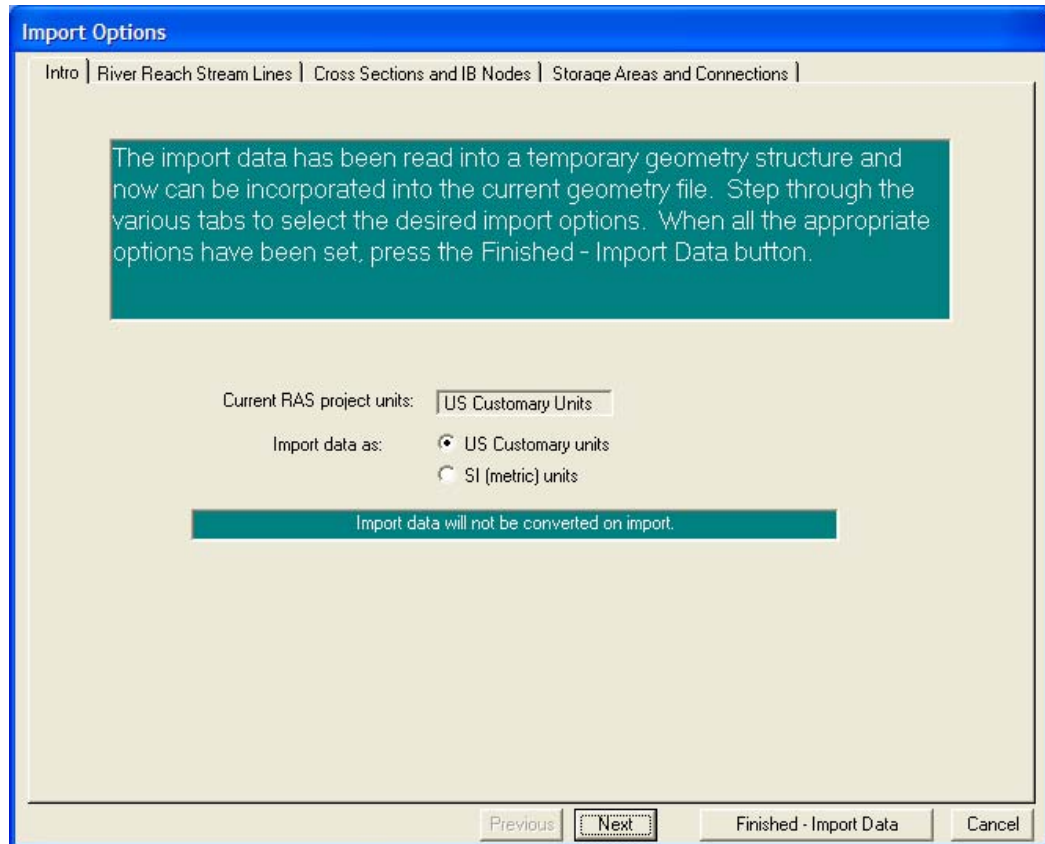 Import Options
Intro
River Reach Stream Lines
Cross Sections and IB Nodes
Storage Areas and Connections
The import data has been read into a temporary geometry structure and
now can be incorporated into the current geometry file. Step through the
various tabs to select the desired import options. When all the appropriate
options have been set, press the Finished - Import Data button.
Current RAS project units: US Customary Units
Import data as: US Customary units
SI (metric) units
Import data will not be converted on import.
Previous Next Finished - Import Data Cancel